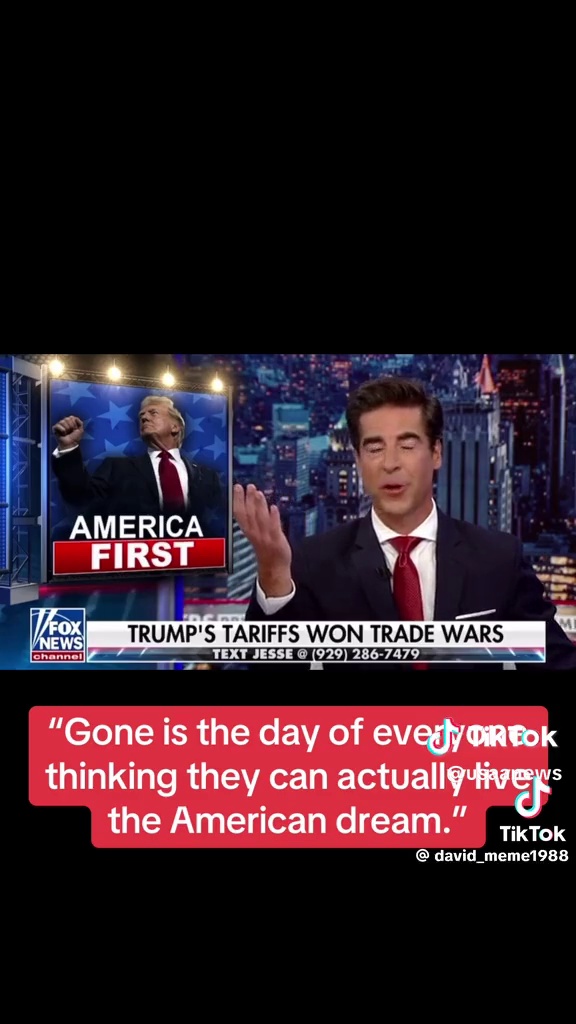 AMERICA
FIRST
FOX
NEWS
channel
TRUMP'S TARIFFS WON TRADE WARS
TEXT JESSE @ (929) 286-7479
“Gone is the day of everyone
thinking they can actually live
the American dream.”
TikTok
@usaanews
TikTok
@ david_meme1988